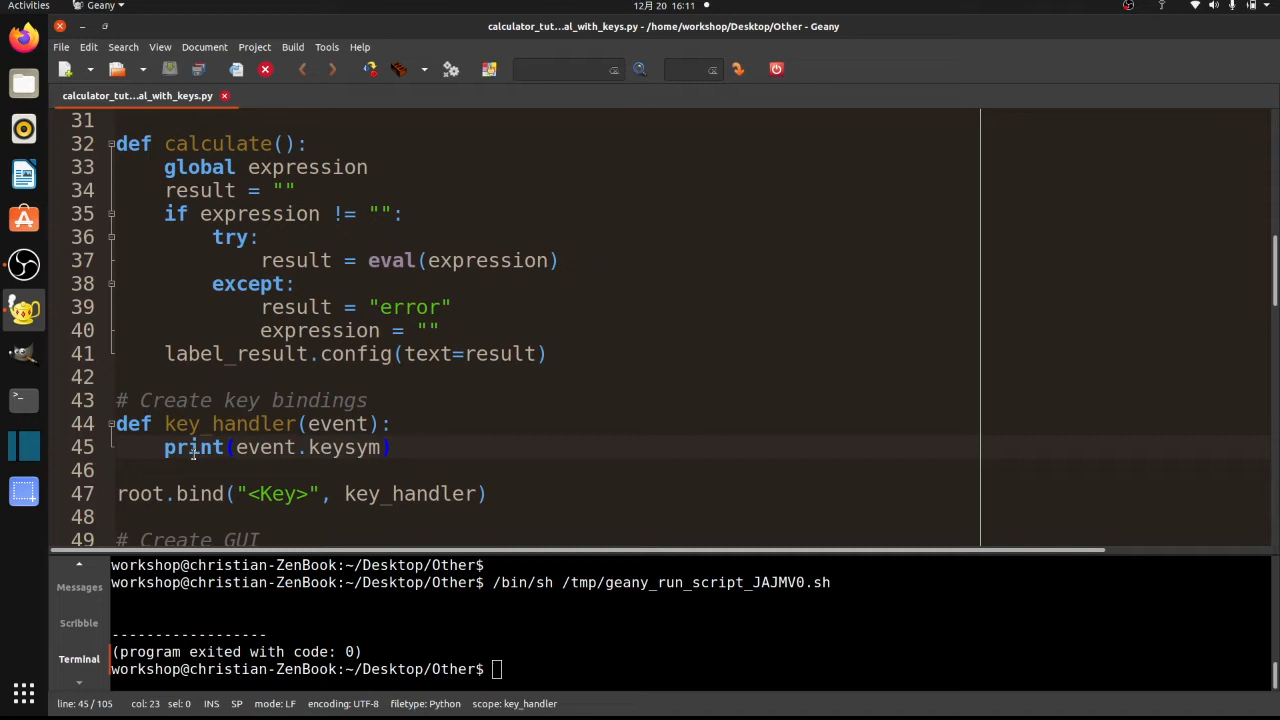 Activities
Geany
12月 20 16:11
calculator_tut...al_with_keys.py - /home/workshop/Desktop/Other - Geany
File Edit Search View Document Project Build Tools Help
calculator_tut...al_with_keys.py
31
32 def calculate():
33 global expression
34 result = ""
35 if expression != "":
36 try:
37 result = eval(expression)
38 except:
39 result = "error"
40 expression = ""
41 label_result.config(text=result)
42
43 # Create key bindings
44 def key_handler(event):
45 print(event.keysym)
46
47 root.bind("<Key>", key_handler)
48
49 # Create GUI
Messages
Scribble
Terminal
workshop@christian-ZenBook:~/Desktop/Other$
workshop@christian-ZenBook:~/Desktop/Other$ /bin/sh /tmp/geany_run_script_JAJMV0.sh
------------------
(program exited with code: 0)
workshop@christian-ZenBook:~/Desktop/Other$
line: 45 / 105 col: 23 sel: 0 INS SP mode: LF encoding: UTF-8 filetype: Python scope: key_handler